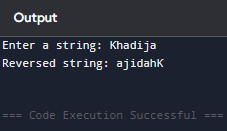 Output
Enter a string: Khadija
Reversed string: ajidahK
=== Code Execution Successful ===